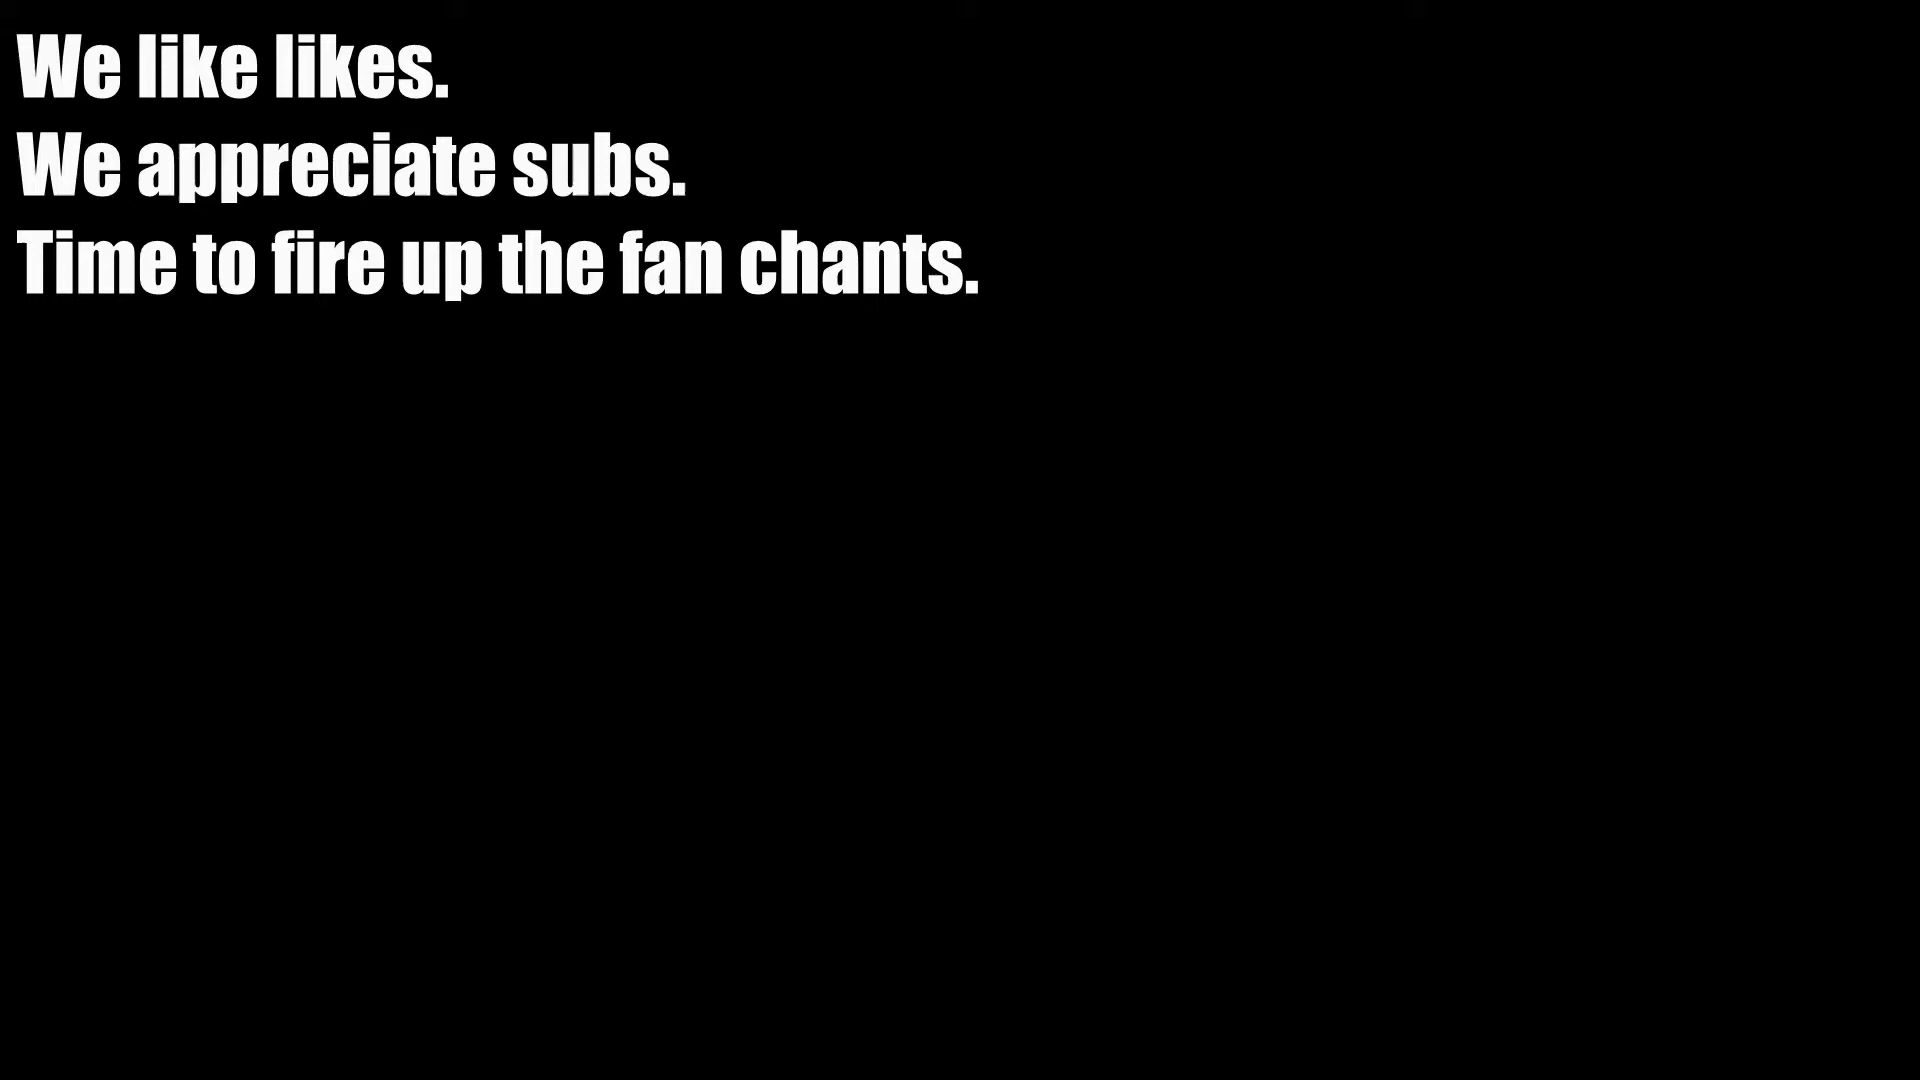 We like likes.
We appreciate subs.
Time to fire up the fan chants.